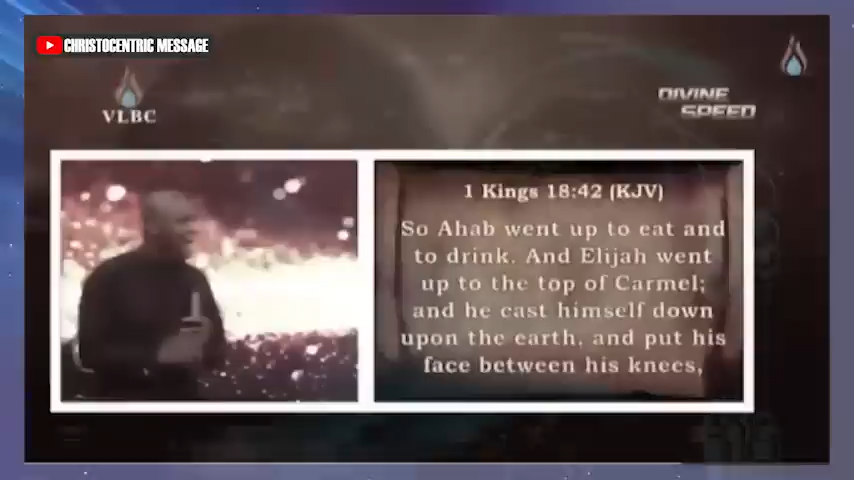 CHRISTOCENTRIC MESSAGE
VLBC
DIVINE
SPEED
1 Kings 18:42 (KJV)
So Ahab went up to eat and
to drink. And Elijah went
up to the top of Carmel;
and he cast himself down
upon the earth, and put his
face between his knees,